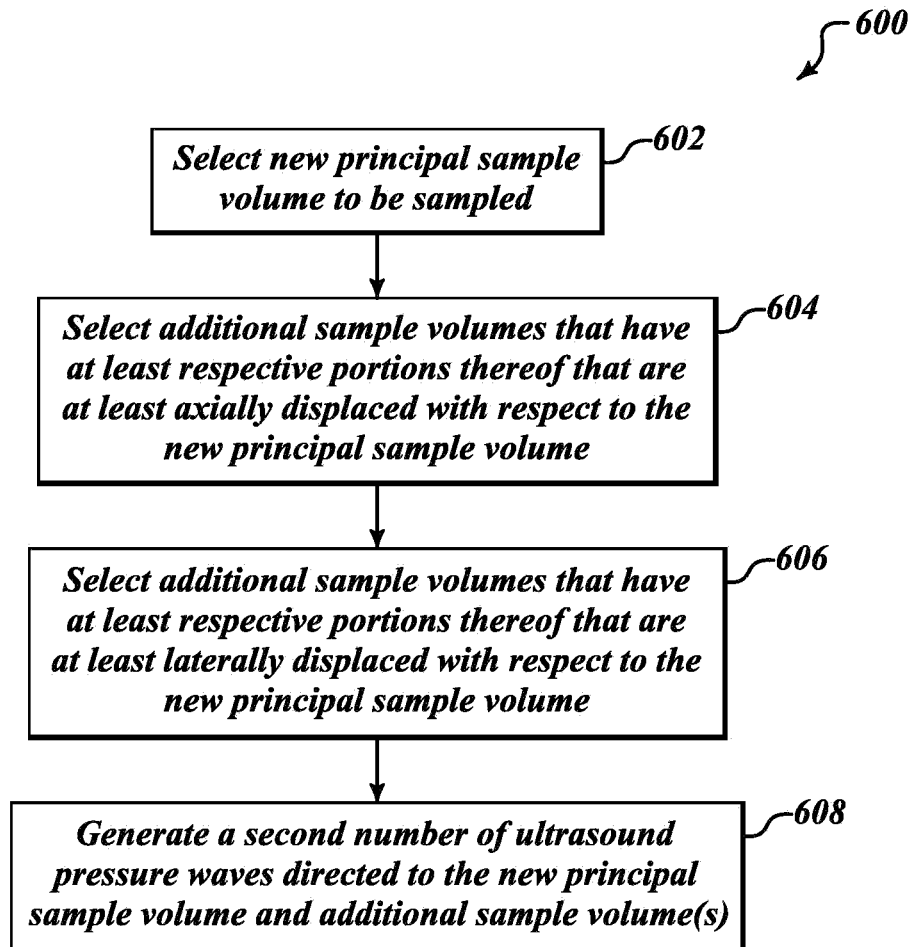 600
602
Select new principal sample
volume to be sampled
604
Select additional sample volumes that have
at least respective portions thereof that are
at least axially displaced with respect to the
new principal sample volume
606
Select additional sample volumes that have
at least respective portions thereof that are
at least laterally displaced with respect to the
new principal sample volume
608
Generate a second number of ultrasound
pressure waves directed to the new principal
sample volume and additional sample volume(s)